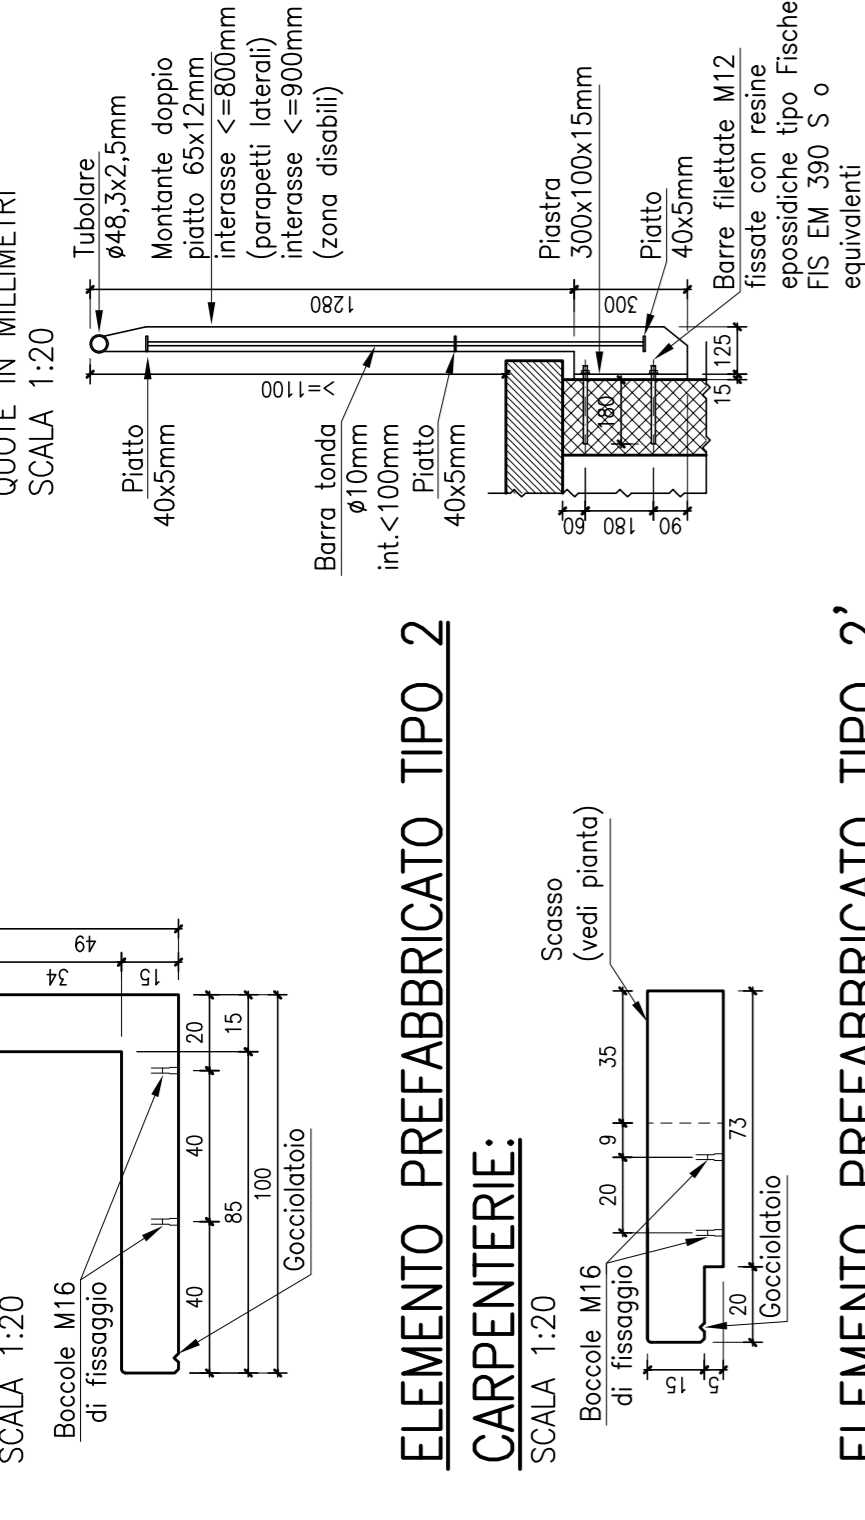 QUOTE IN MILLIMETRI
SCALA 1:20
Tubolare
ø48,3x2,5mm
Montante doppio
piatto 65x12mm
interasse <=800mm
(parapetti laterali)
interasse <=900mm
(zona disabili)
Piastra
300x100x15mm
Piatto
40x5mm
Barre filettate M12
fissate con resine
epossidiche tipo Fische
FIS EM 390 S o
equivalenti
1280
300
>=1100
180
125
15
60
180
90
Piatto
40x5mm
Barra tonda
ø10mm
int.<100mm
Piatto
40x5mm
SCALA 1:20
Boccole M16
di fissaggio
49
34
15
20
40
40
15
85
100
Gocciolatoio
ELEMENTO PREFABBRICATO TIPO 2
CARPENTERIE:
SCALA 1:20
Scasso
(vedi pianta)
Boccole M16
di fissaggio
35
9
20
73
20
15
5
Gocciolatoio
ELEMENTO PREFABBRICATO TIPO 2'